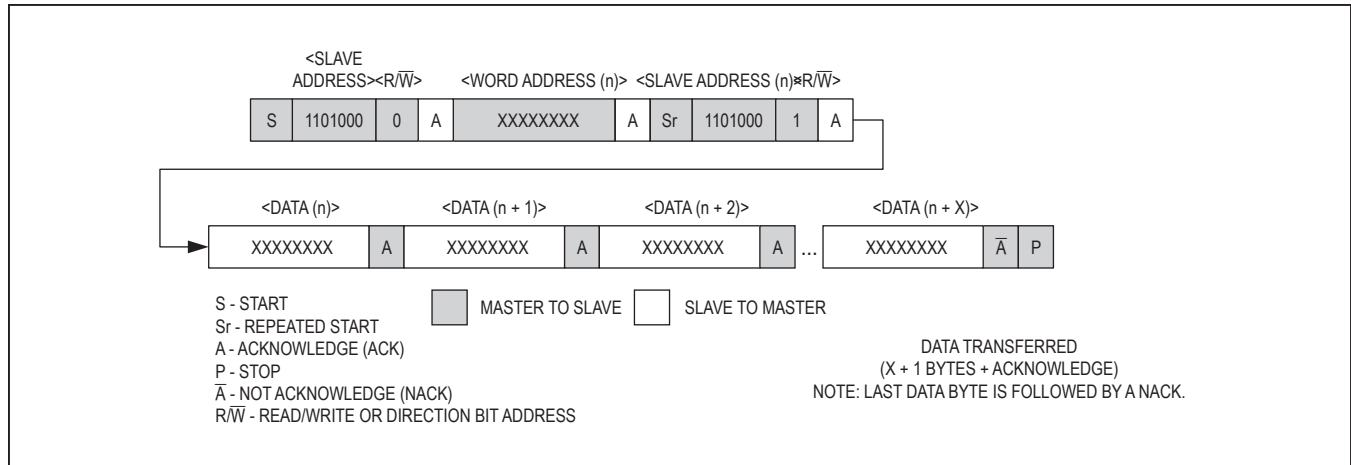 <SLAVE
ADDRESS><R/W̅> <WORD ADDRESS (n)> <SLAVE ADDRESS (n)><R/W̅>
S 1101000 0 A XXXXXXXX A Sr 1101000 1 A
<DATA (n)> <DATA (n + 1)> <DATA (n + 2)> <DATA (n + X)>
XXXXXXXX A XXXXXXXX A XXXXXXXX A ... XXXXXXXX A̅ P
S - START
Sr - REPEATED START
A - ACKNOWLEDGE (ACK)
P - STOP
A̅ - NOT ACKNOWLEDGE (NACK)
R/W̅ - READ/WRITE OR DIRECTION BIT ADDRESS
MASTER TO SLAVE SLAVE TO MASTER
DATA TRANSFERRED
(X + 1 BYTES + ACKNOWLEDGE)
NOTE: LAST DATA BYTE IS FOLLOWED BY A NACK.